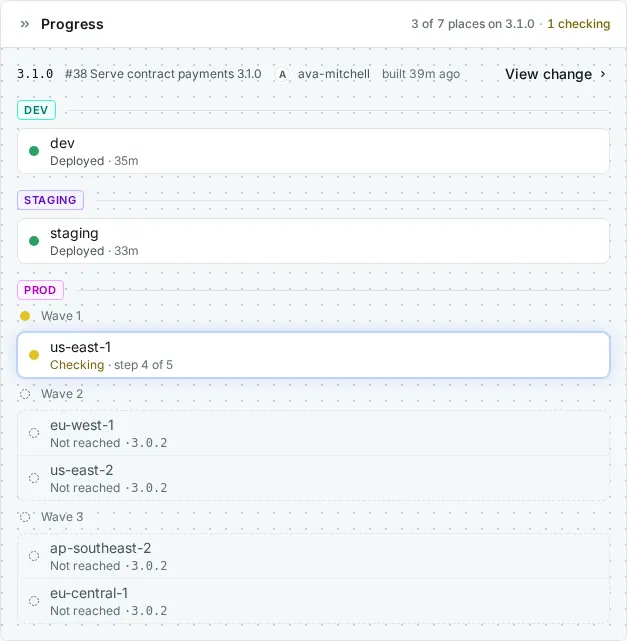 Progress
3 of 7 places on 3.1.0 · 1 checking
3.1.0 #38 Serve contract payments 3.1.0 A ava-mitchell built 39m ago View change
DEV
dev
Deployed · 35m
STAGING
staging
Deployed · 33m
PROD
Wave 1
us-east-1
Checking · step 4 of 5
Wave 2
eu-west-1
Not reached · 3.0.2
us-east-2
Not reached · 3.0.2
Wave 3
ap-southeast-2
Not reached · 3.0.2
eu-central-1
Not reached · 3.0.2